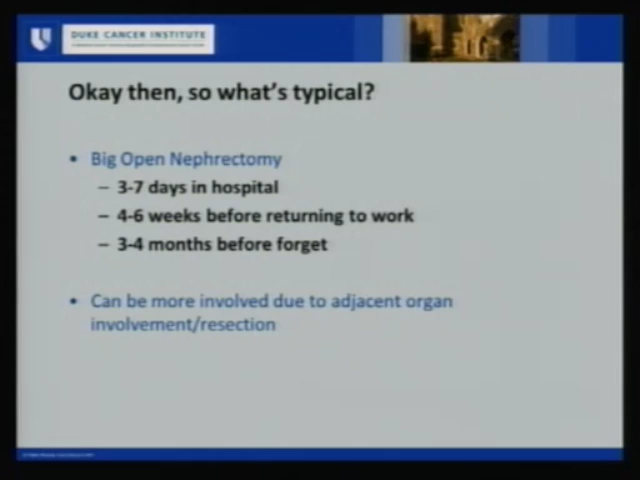 DUKE CANCER INSTITUTE
Okay then, so what's typical?
• Big Open Nephrectomy
– 3-7 days in hospital
– 4-6 weeks before returning to work
– 3-4 months before forget
• Can be more involved due to adjacent organ
involvement/resection